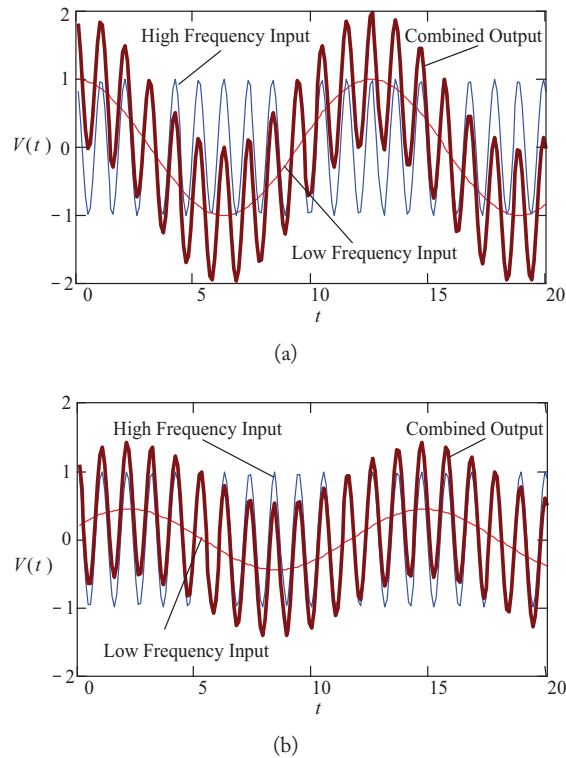 2
High Frequency Input
Combined Output
1
V(t)
0
−1
Low Frequency Input
−2
0
5
10
15
20
t
(a)
2
High Frequency Input
Combined Output
1
0
V(t)
−1
Low Frequency Input
−2
0
5
10
15
20
t
(b)